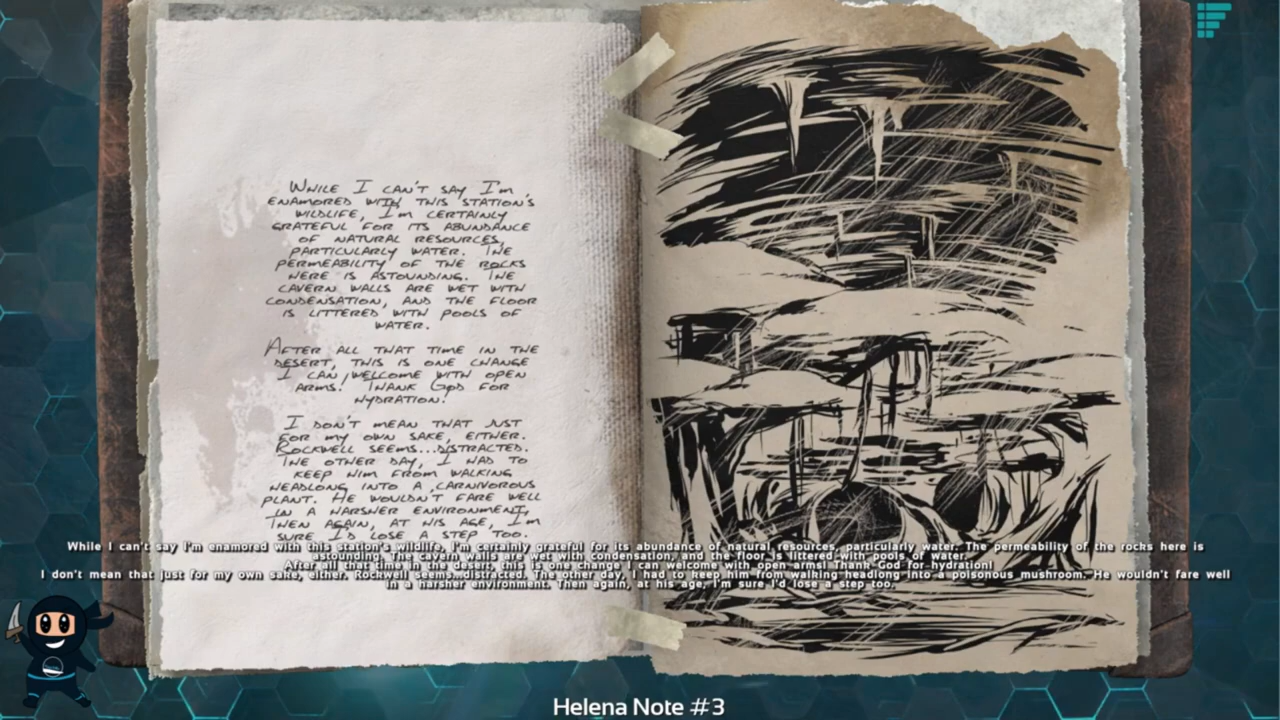 WHILE I CAN'T SAY I'M
ENAMORED WITH THIS STATION'S
WILDLIFE, I'M CERTAINLY
GRATEFUL FOR ITS ABUNDANCE
OF NATURAL RESOURCES,
PARTICULARLY WATER. THE
PERMEABILITY OF THE ROCKS
HERE IS ASTOUNDING. THE
CAVERN WALLS ARE WET WITH
CONDENSATION, AND THE FLOOR
IS LITTERED WITH POOLS OF
WATER.
AFTER ALL THAT TIME IN THE
DESERT, THIS IS ONE CHANGE
I CAN WELCOME WITH OPEN
ARMS! THANK GOD FOR
HYDRATION!
I DON'T MEAN THAT JUST
FOR MY OWN SAKE, EITHER.
ROCKWELL SEEMS...DISTRACTED.
THE OTHER DAY, I HAD TO
KEEP HIM FROM WALKING
HEADLONG INTO A CARNIVOROUS
PLANT. HE WOULDN'T FARE WELL
IN A HARSHER ENVIRONMENT,
THEN AGAIN, AT HIS AGE, I'M
SURE I'D LOSE A STEP TOO.
While I can't say I'm enamored with this station's wildlife, I'm certainly grateful for its abundance of natural resources, particularly water. The permeability of the rocks here is
astounding. The cavern walls are wet with condensation, and the floor is littered with pools of water.
After all that time in the desert, this is one change I can welcome with open arms! Thank God for hydration!
I don't mean that just for my own sake, either. Rockwell seems...distracted. The other day, I had to keep him from walking headlong into a poisonous mushroom. He wouldn't fare well
in a harsher environment. Then again, at his age, I'm sure I'd lose a step too.
Helena Note #3